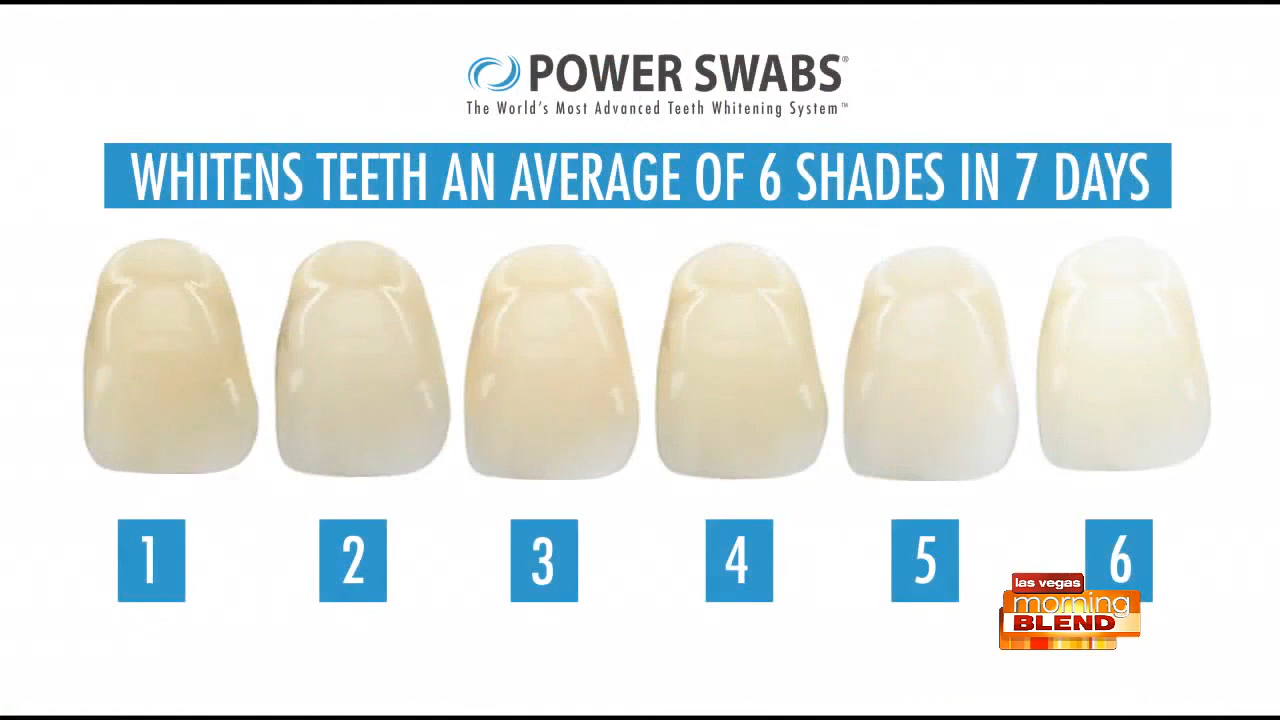 POWER SWABS®
The World's Most Advanced Teeth Whitening System™
WHITENS TEETH AN AVERAGE OF 6 SHADES IN 7 DAYS
1 2 3 4 5 6
las vegas
morning
BLEND